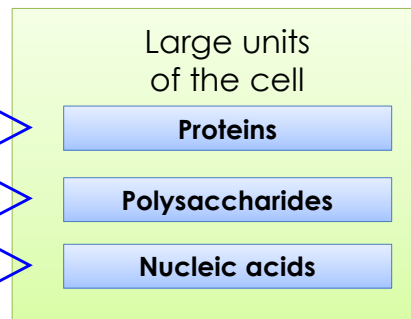 Large units
of the cell
Proteins
Polysaccharides
Nucleic acids